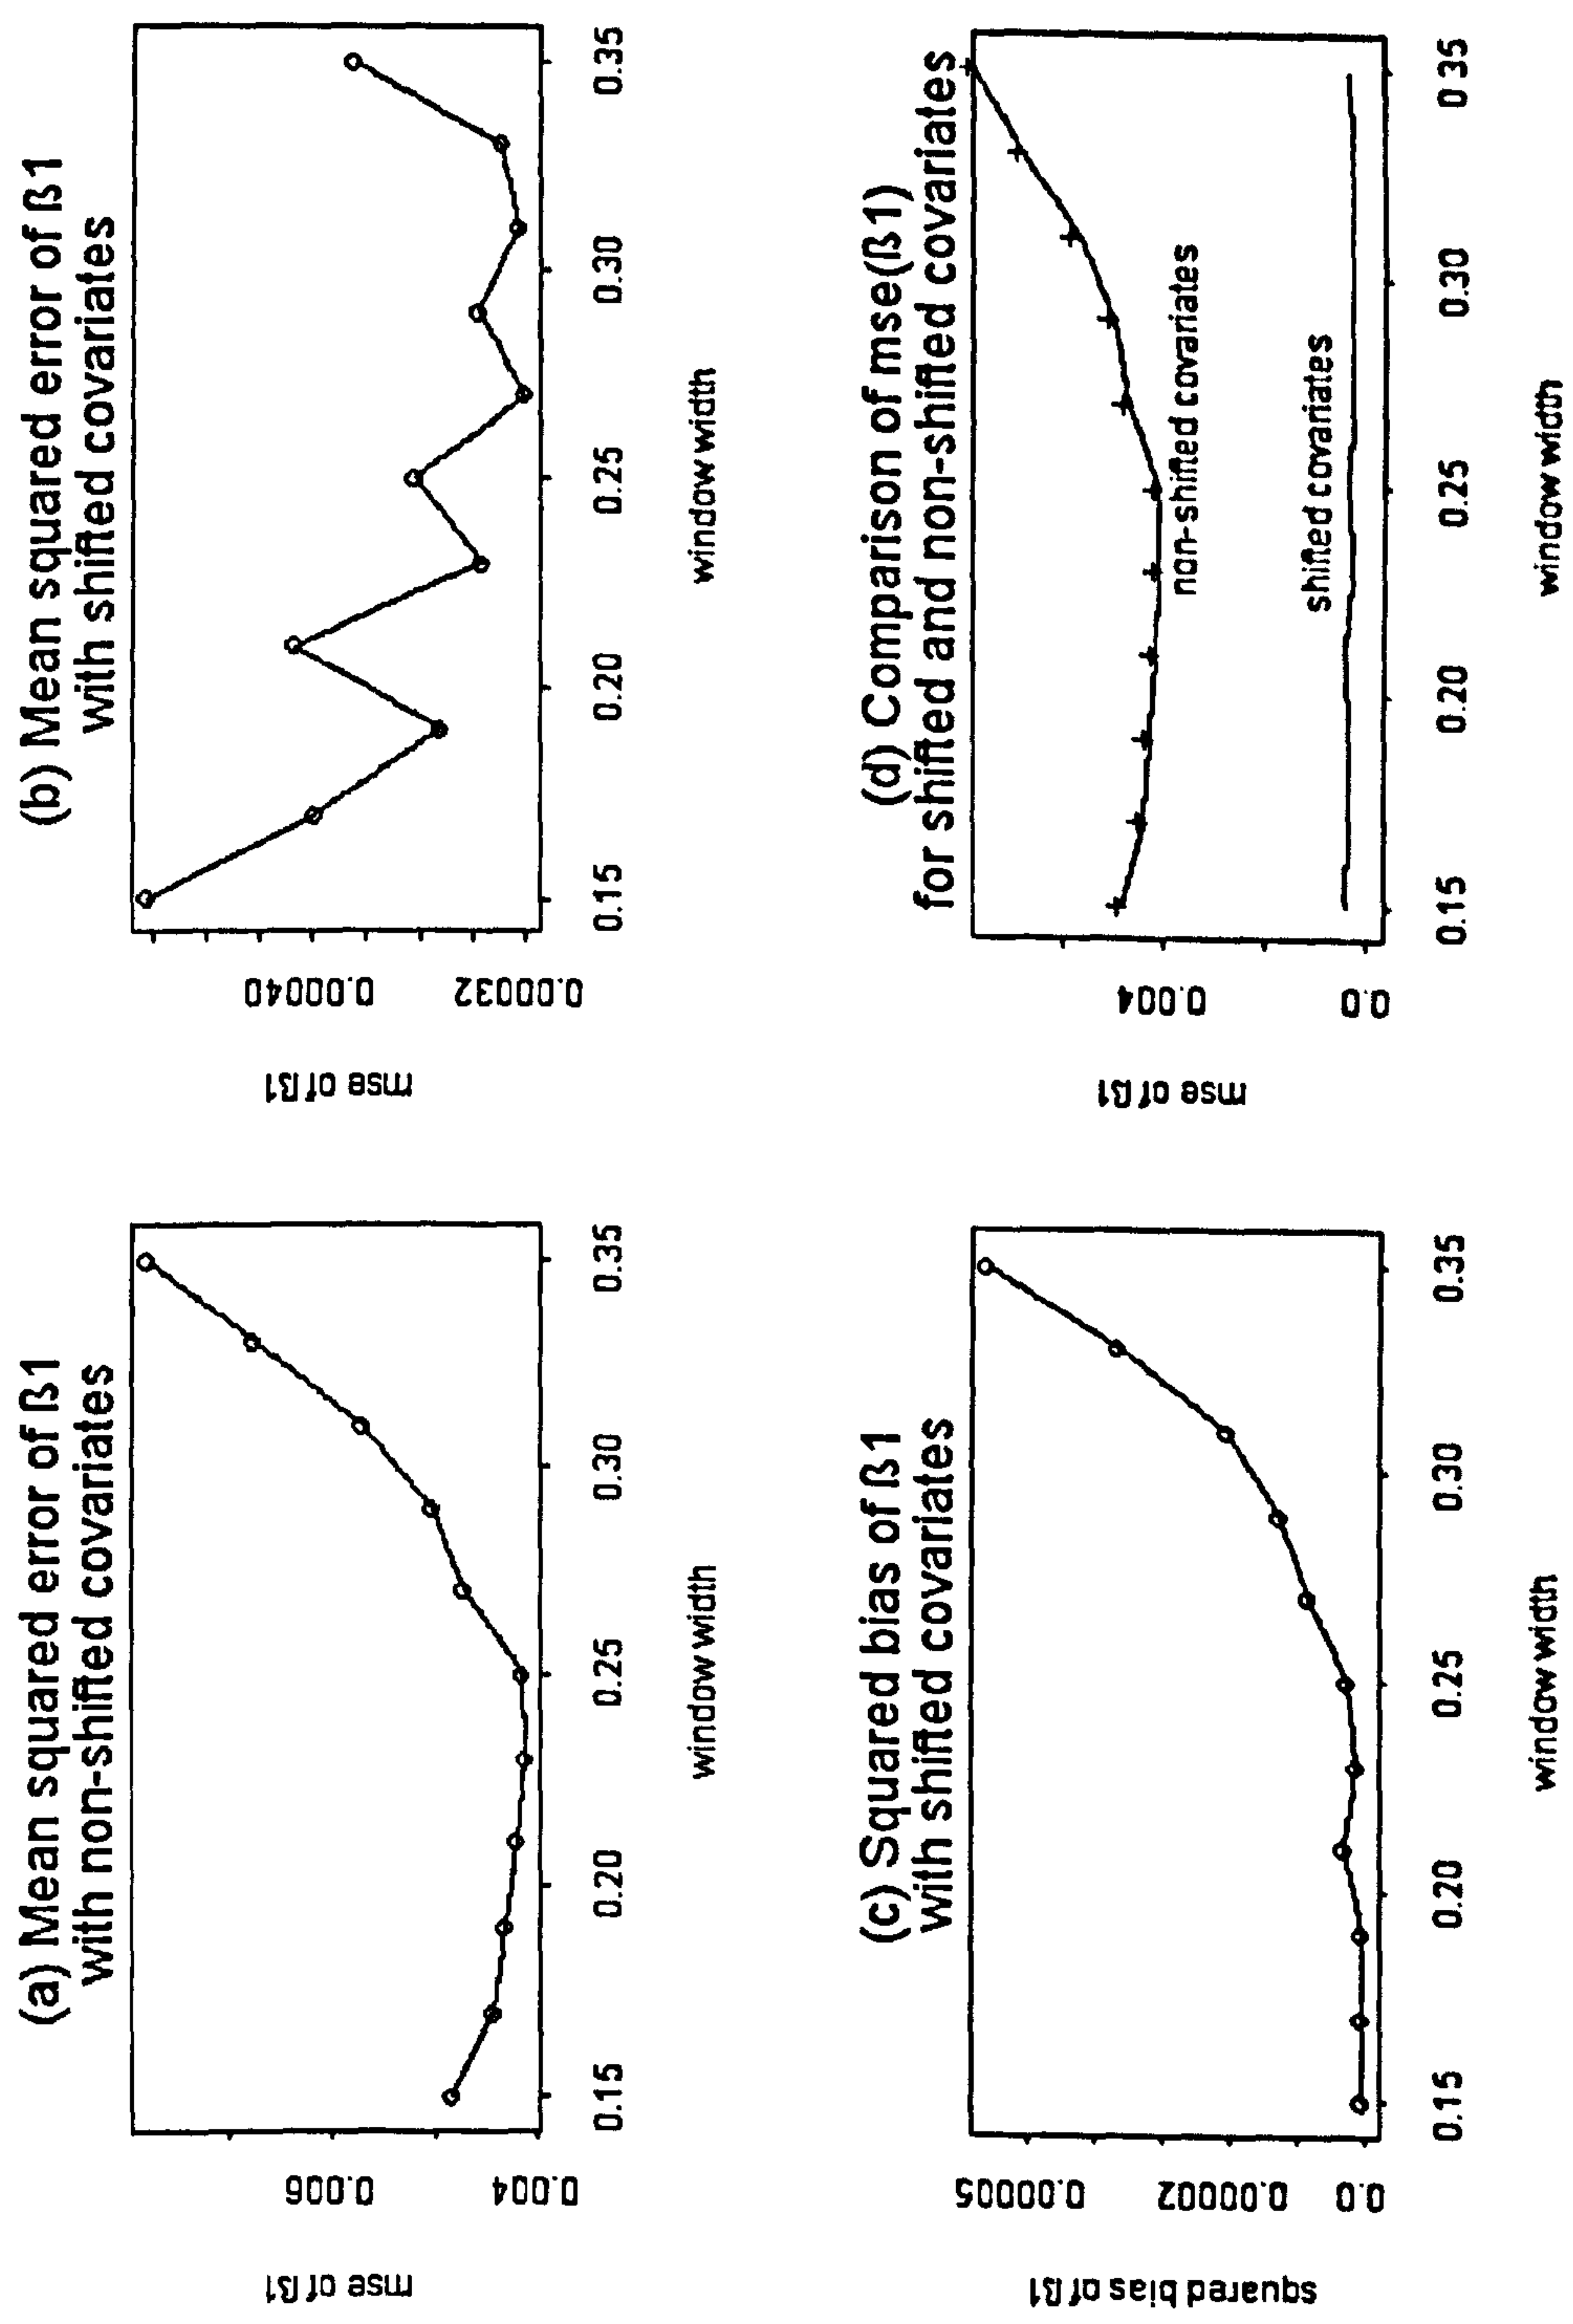 (a) Mean squared error of ß1
with non-shifted covariates
mse of ß1
0.004
0.006
0.15
0.20
0.25
0.30
0.35
window width
(b) Mean squared error of ß1
with shifted covariates
mse of ß1
0.00032
0.00040
0.15
0.20
0.25
0.30
0.35
window width
(c) Squared bias of ß1
with shifted covariates
squared bias of ß1
0.0
0.00002
0.00005
0.15
0.20
0.25
0.30
0.35
window width
(d) Comparison of mse(ß1)
for shifted and non-shifted covariates
mse of ß1
0.0
0.004
non-shifted covariates
shifted covariates
0.15
0.20
0.25
0.30
0 35
window width